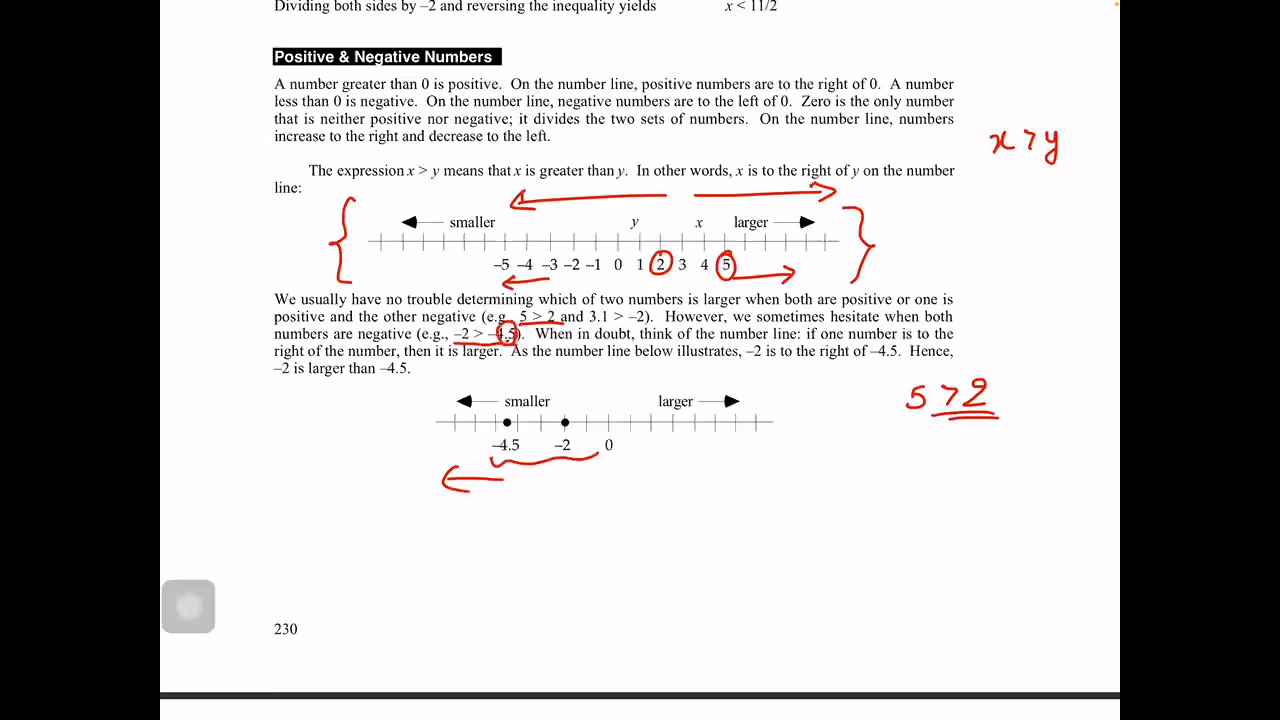 Dividing both sides by –2 and reversing the inequality yields x < 11/2
Positive & Negative Numbers
A number greater than 0 is positive. On the number line, positive numbers are to the right of 0. A number
less than 0 is negative. On the number line, negative numbers are to the left of 0. Zero is the only number
that is neither positive nor negative; it divides the two sets of numbers. On the number line, numbers
increase to the right and decrease to the left.
x > y
The expression x > y means that x is greater than y. In other words, x is to the right of y on the number
line:
smaller y x larger
–5 –4 –3 –2 –1 0 1 2 3 4 5
We usually have no trouble determining which of two numbers is larger when both are positive or one is
positive and the other negative (e.g., 5 > 2 and 3.1 > –2). However, we sometimes hesitate when both
numbers are negative (e.g., –2 > –4.5). When in doubt, think of the number line: if one number is to the
right of the number, then it is larger. As the number line below illustrates, –2 is to the right of –4.5. Hence,
–2 is larger than –4.5.
5 > 2
smaller larger
–4.5 –2 0
230